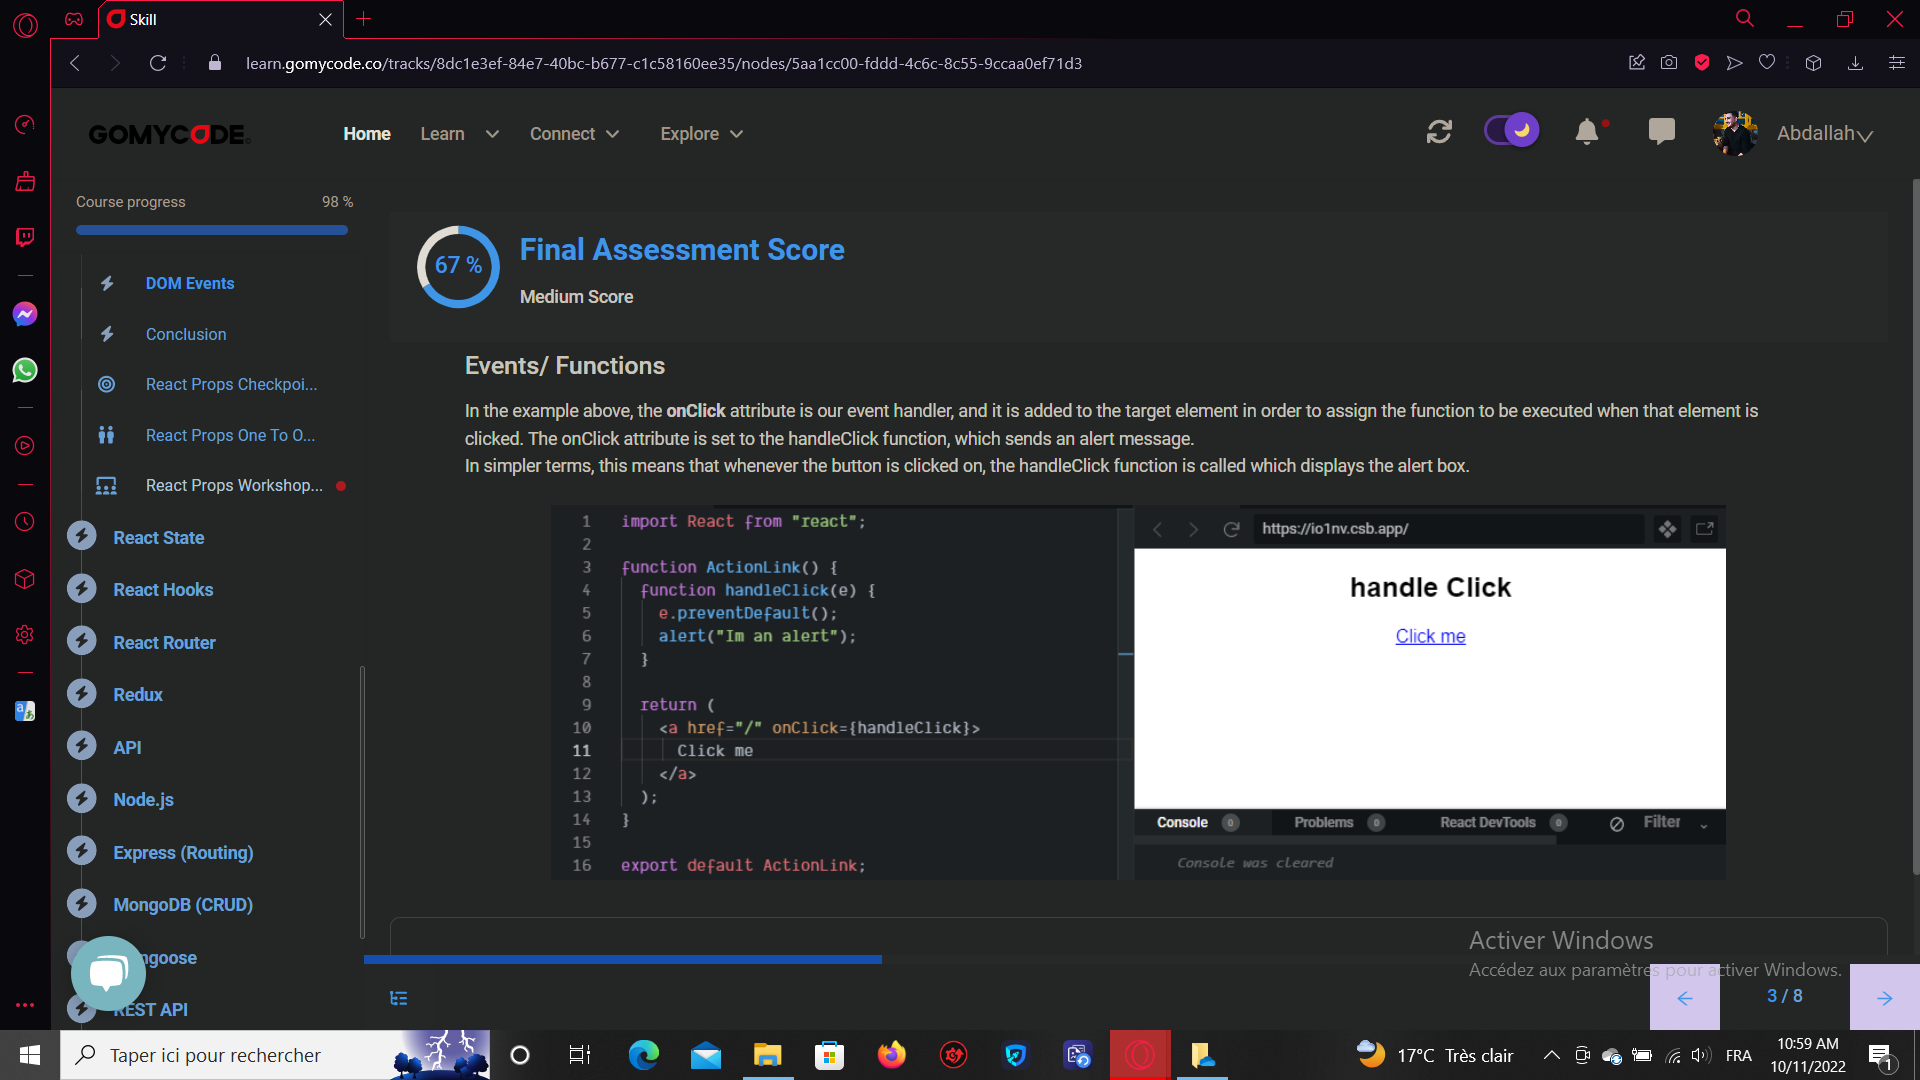 Skill
learn.gomycode.co/tracks/8dc1e3ef-84e7-40bc-b677-c1c58160ee35/nodes/5aa1cc00-fddd-4c6c-8c55-9ccaa0ef71d3
GOMYCODE
Home
Learn
Connect
Explore
Abdallah
Course progress
98 %
DOM Events
Conclusion
React Props Checkpoi...
React Props One To O...
React Props Workshop...
React State
React Hooks
React Router
Redux
API
Node.js
Express (Routing)
MongoDB (CRUD)
ngoose
REST API
67 %
Final Assessment Score
Medium Score
Events/ Functions
In the example above, the onClick attribute is our event handler, and it is added to the target element in order to assign the function to be executed when that element is
clicked. The onClick attribute is set to the handleClick function, which sends an alert message.
In simpler terms, this means that whenever the button is clicked on, the handleClick function is called which displays the alert box.
1 import React from "react";
2
3 function ActionLink() {
4 function handleClick(e) {
5 e.preventDefault();
6 alert("Im an alert");
7 }
8
9 return (
10 <a href="/" onClick={handleClick}>
11 Click me
12 </a>
13 );
14 }
15
16 export default ActionLink;
https://io1nv.csb.app/
handle Click
Click me
Console 0
Problems 0
React DevTools 0
Filter
Console was cleared
Activer Windows
Accédez aux paramètres pour activer Windows.
3 / 8
Taper ici pour rechercher
17°C Très clair
FRA
10:59 AM
10/11/2022
1